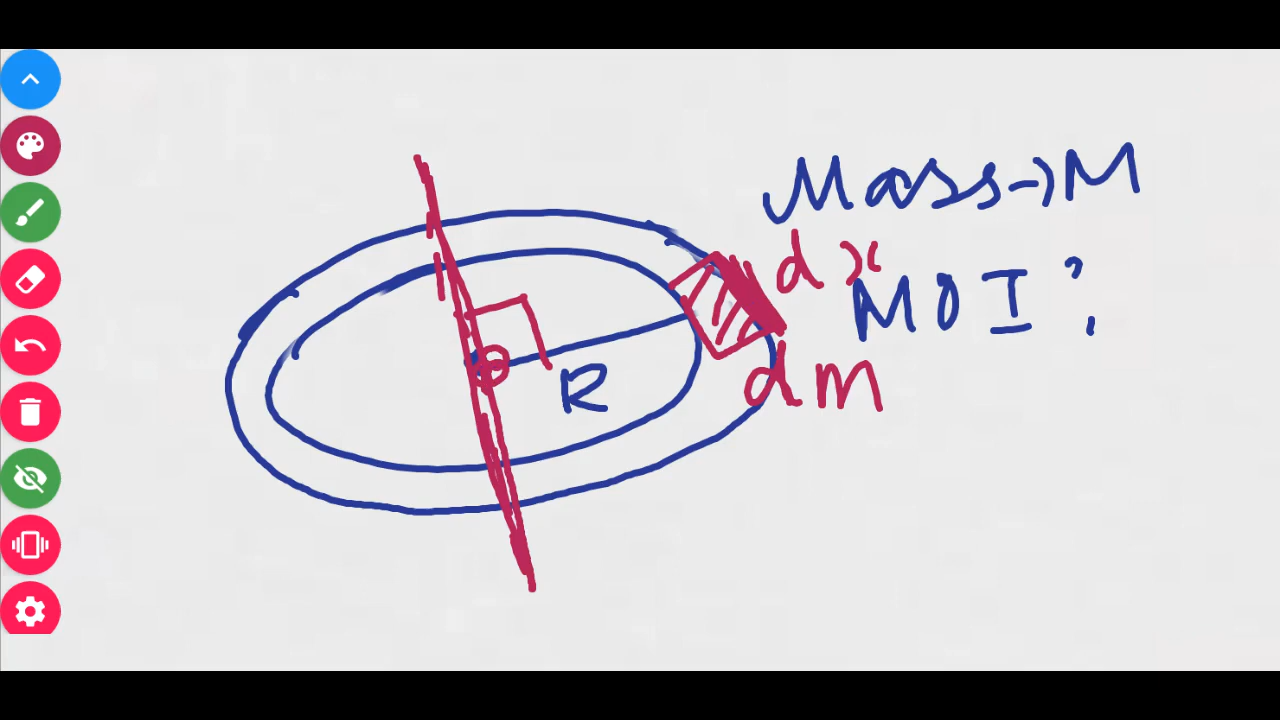 Mass → M
dx
MOI ?
R
dm